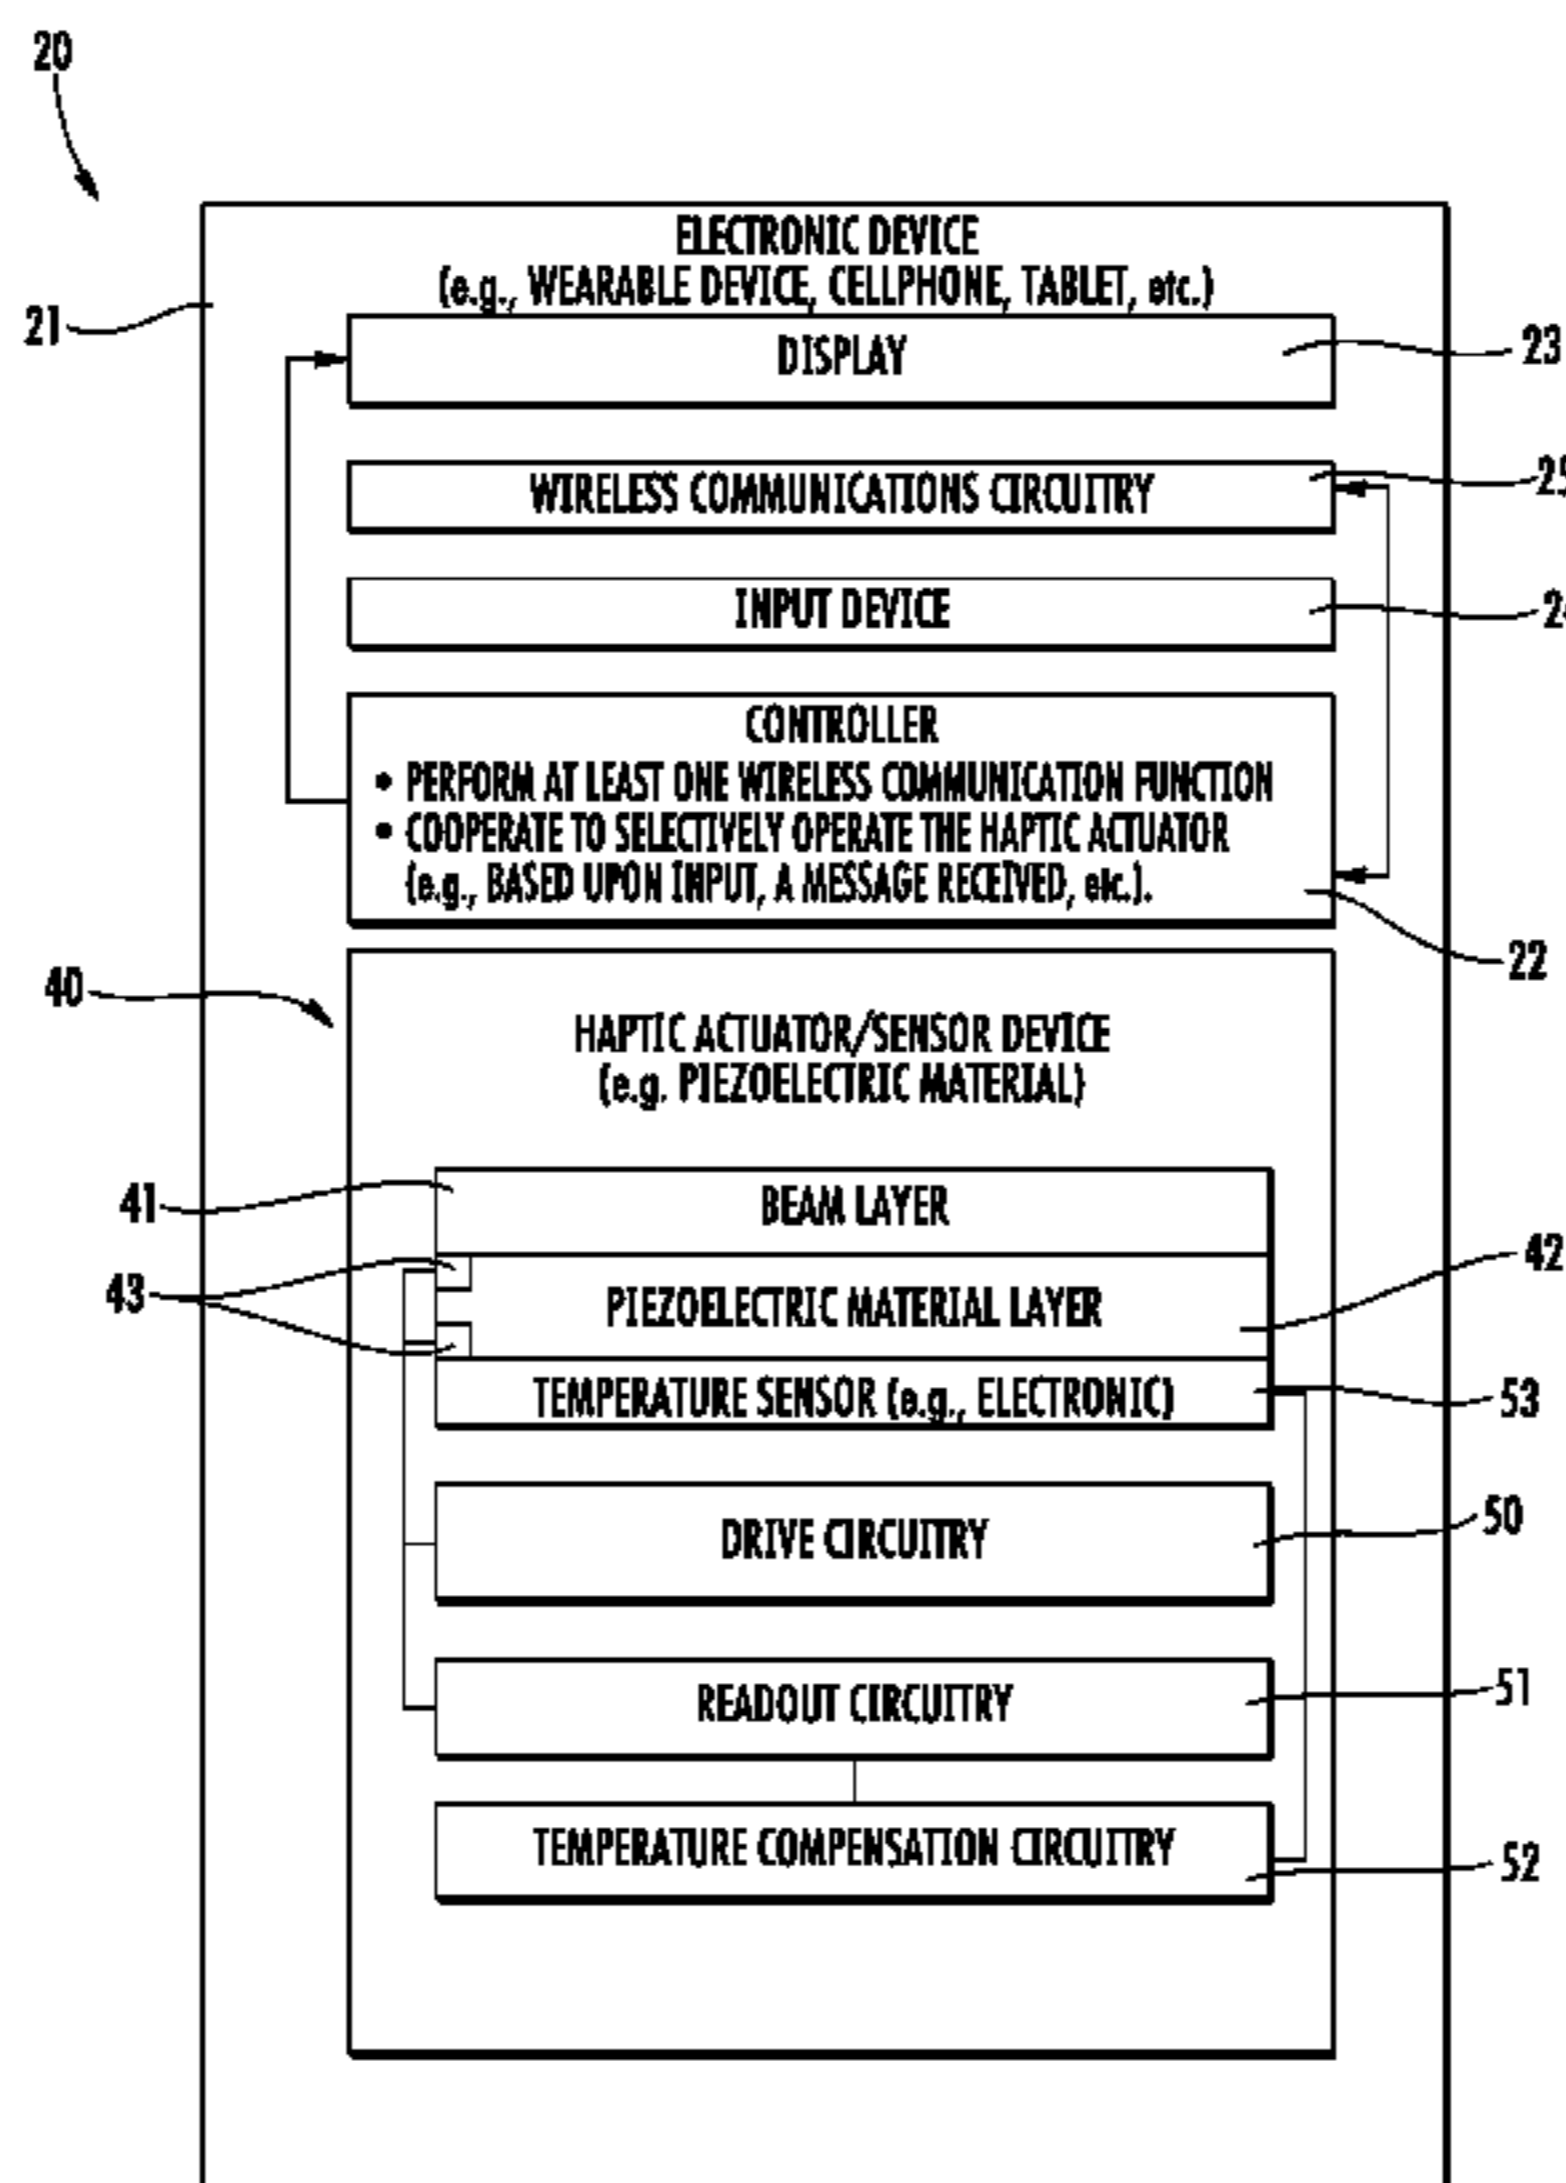 20
ELECTRONIC DEVICE
(e.g., WEARABLE DEVICE, CELLPHONE, TABLET, etc.)
21
DISPLAY
23
WIRELESS COMMUNICATIONS CIRCUITRY
25
INPUT DEVICE
24
CONTROLLER
• PERFORM AT LEAST ONE WIRELESS COMMUNICATION FUNCTION
• COOPERATE TO SELECTIVELY OPERATE THE HAPTIC ACTUATOR
(e.g., BASED UPON INPUT, A MESSAGE RECEIVED, etc.).
22
40
HAPTIC ACTUATOR/SENSOR DEVICE
(e.g. PIEZOELECTRIC MATERIAL)
41
BEAM LAYER
43
PIEZOELECTRIC MATERIAL LAYER
42
TEMPERATURE SENSOR (e.g., ELECTRONIC)
53
DRIVE CIRCUITRY
50
READOUT CIRCUITRY
51
TEMPERATURE COMPENSATION CIRCUITRY
52